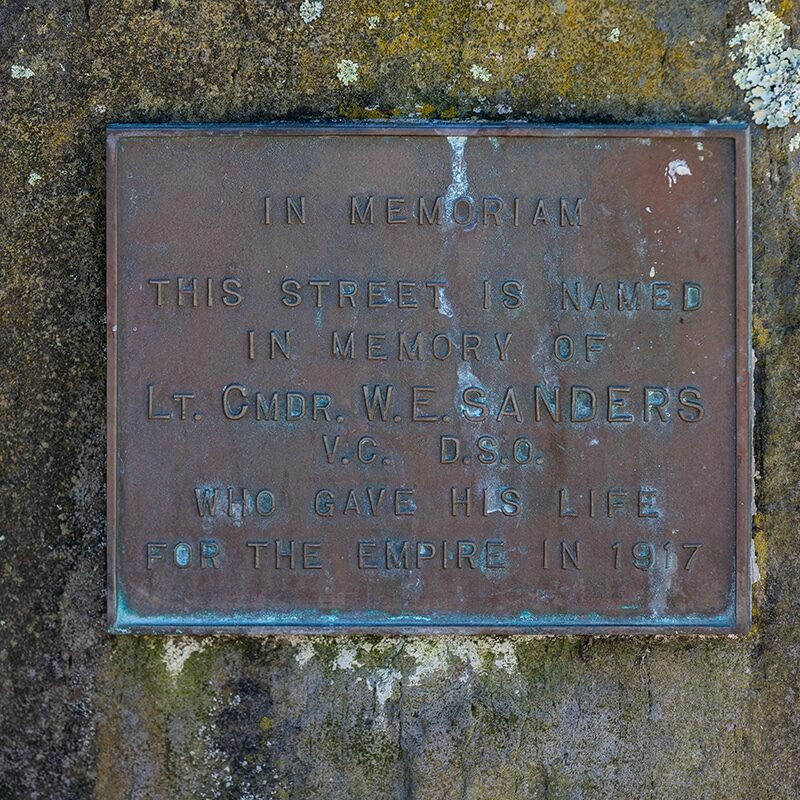 IN MEMORIAM
THIS STREET IS NAMED
IN MEMORY OF
LT. CMDR. W.E. SANDERS
V.C. D.S.O.
WHO GAVE HIS LIFE
FOR THE EMPIRE IN 1917